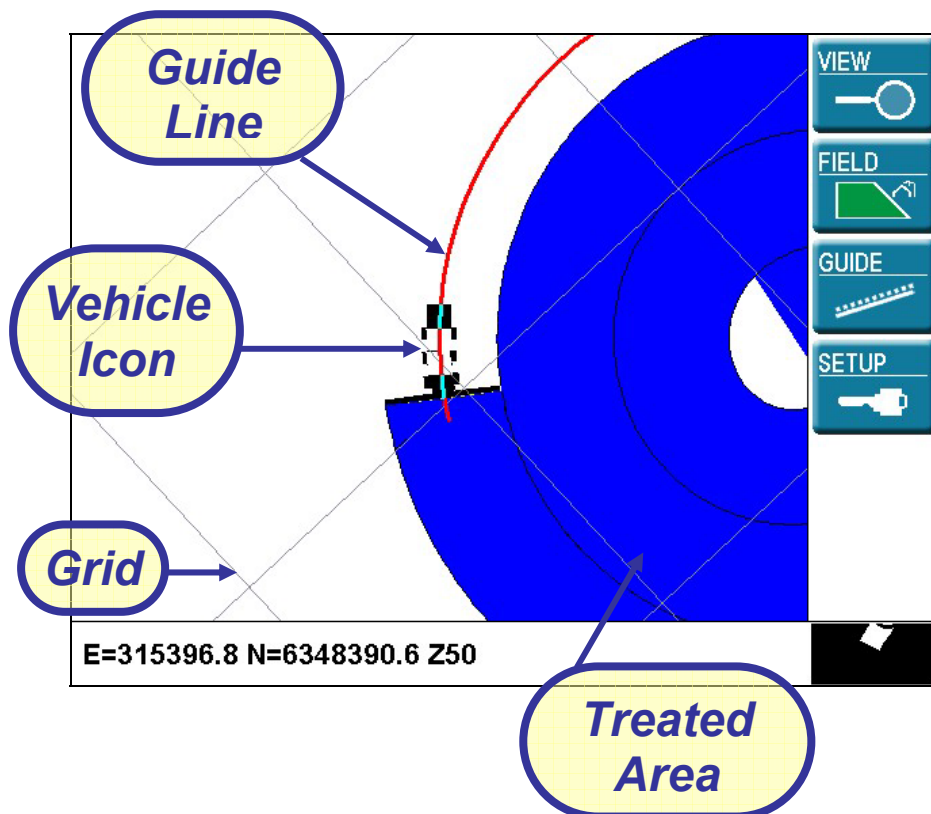 Guide
Line
VIEW
FIELD
Vehicle
Icon
GUIDE
SETUP
Grid
E=315396.8 N=6348390.6 Z50
Treated
Area